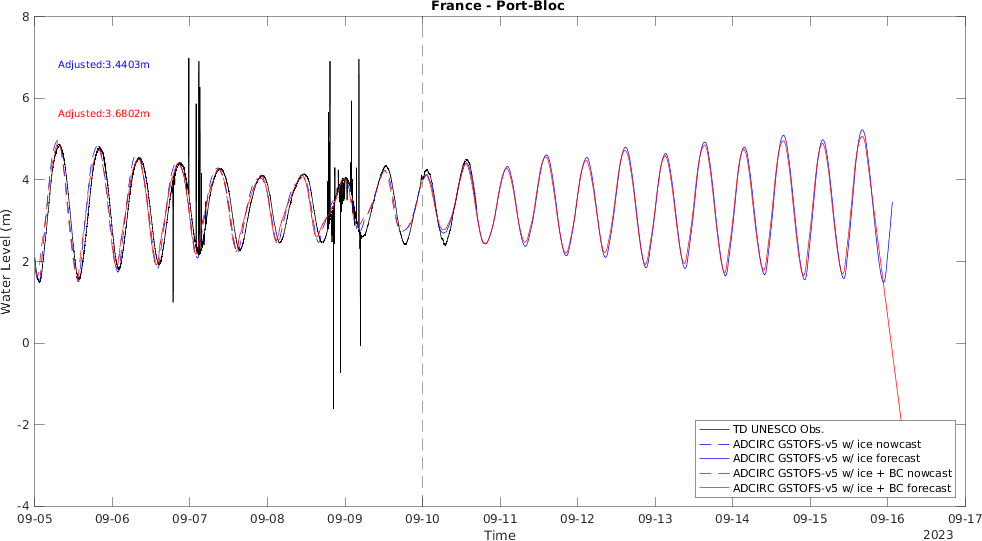 France - Port-Bloc
Adjusted:3.4403m
Adjusted:3.6802m
Water Level (m)
8
6
4
2
0
-2
-4
09-05 09-06 09-07 09-08 09-09 09-10 09-11 09-12 09-13 09-14 09-15 09-16 09-17
Time
2023
TD UNESCO Obs.
ADCIRC GSTOFS-v5 w/ ice nowcast
ADCIRC GSTOFS-v5 w/ ice forecast
ADCIRC GSTOFS-v5 w/ ice + BC nowcast
ADCIRC GSTOFS-v5 w/ ice + BC forecast